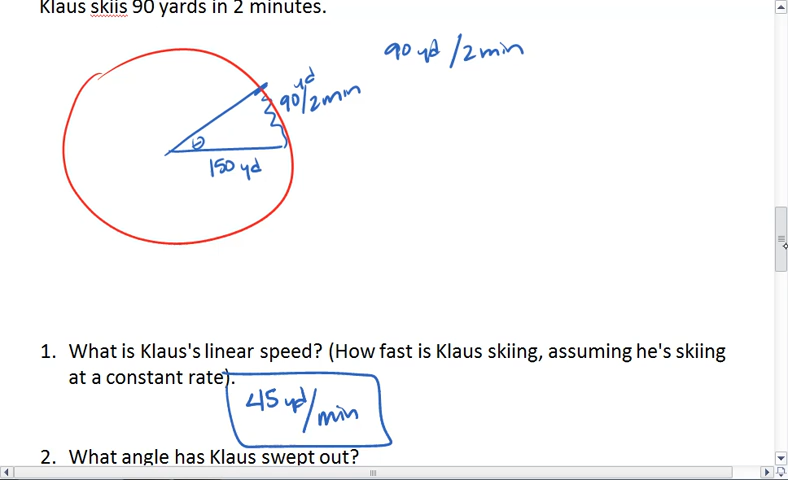 Klaus skiis 90 yards in 2 minutes.
90 yd /2 min
yd
90/2min
θ
150 yd
1. What is Klaus's linear speed? (How fast is Klaus skiing, assuming he's skiing
at a constant rate).
45 yd/min
2. What angle has Klaus swept out?